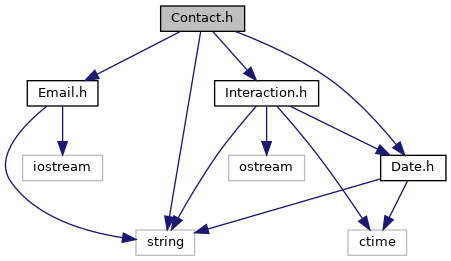 Contact.h
Email.h
Interaction.h
iostream
ostream
Date.h
string
ctime